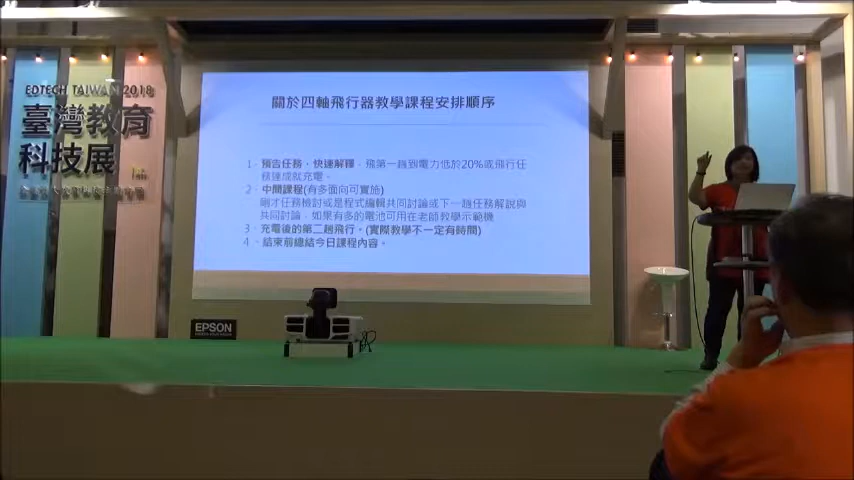 EDTECH TAIWAN 2018
臺灣教育
科技展
關於四軸飛行器教學課程安排順序
1、預告任務，快速解釋，飛第一趟到電力低於20%或飛行任
務達成就充電。
2、中間課程(有多面向可實施)
剛才任務檢討或是程式編輯共同討論或下一趟任務解說與
共同討論，如果有多的電池可用在老師教學示範機
3、充電後的第二趟飛行。(實際教學不一定有時間)
4、結束前總結今日課程內容。
EPSON